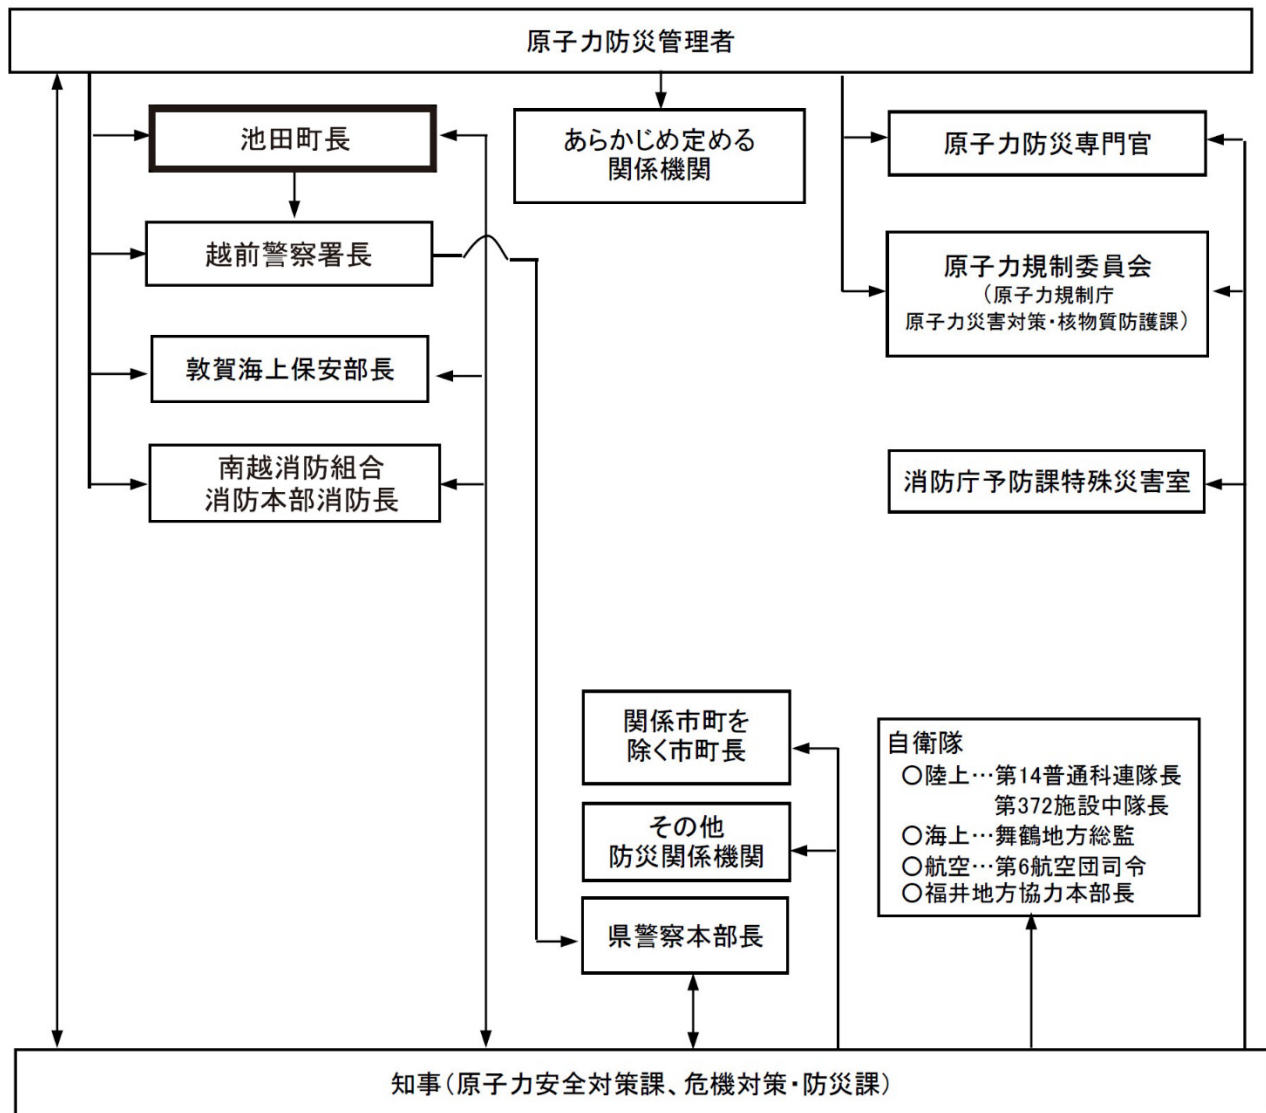 原子力防災管理者
池田町長
あらかじめ定める
関係機関
原子力防災専門官
越前警察署長
原子力規制委員会
（原子力規制庁
原子力災害対策・核物質防護課）
敦賀海上保安部長
南越消防組合
消防本部消防長
消防庁予防課特殊災害室
関係市町を
除く市町長
その他
防災関係機関
県警察本部長
自衛隊
○陸上…第14普通科連隊長
第372施設中隊長
○海上…舞鶴地方総監
○航空…第6航空団司令
○福井地方協力本部長
知事（原子力安全対策課、危機対策・防災課）